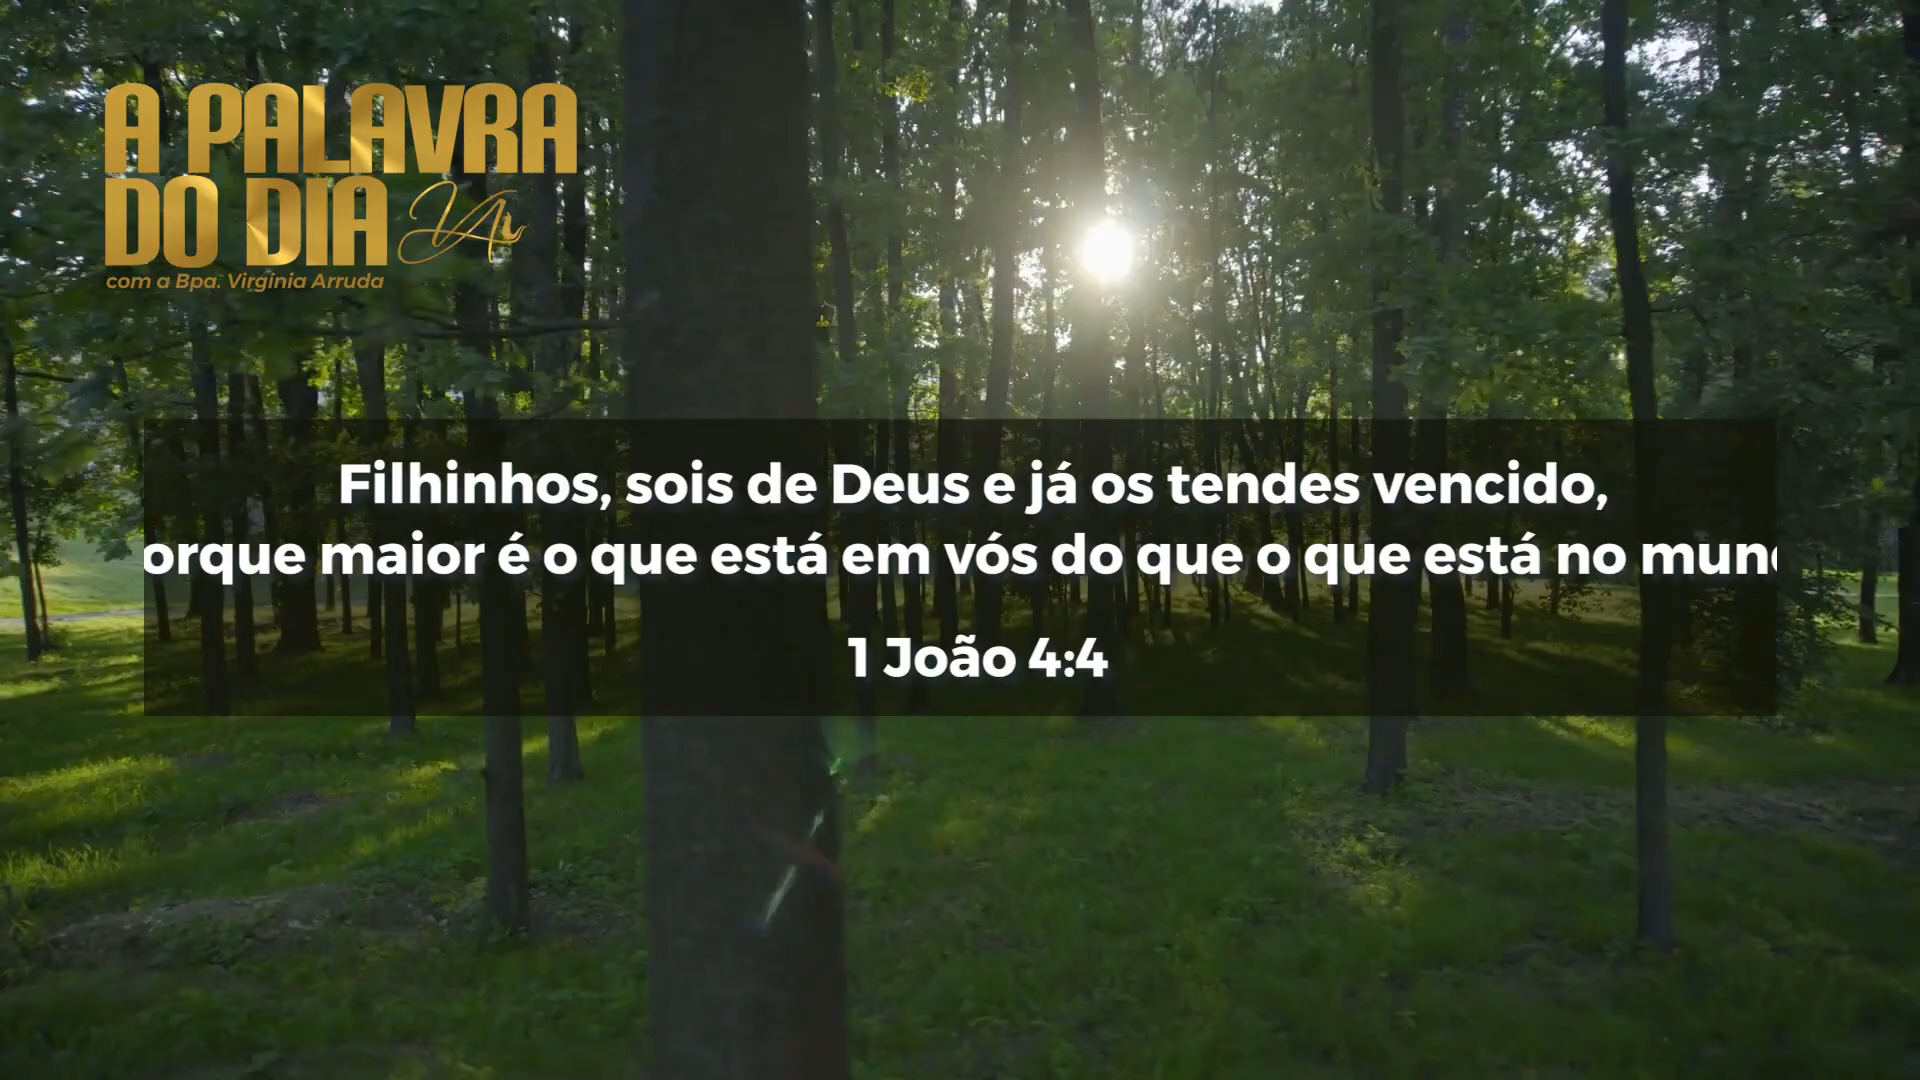 A PALAVRA
DO DIA
com a Bpa. Virgínia Arruda
Filhinhos, sois de Deus e já os tendes vencido,
orque maior é o que está em vós do que o que está no mun
1 João 4:4